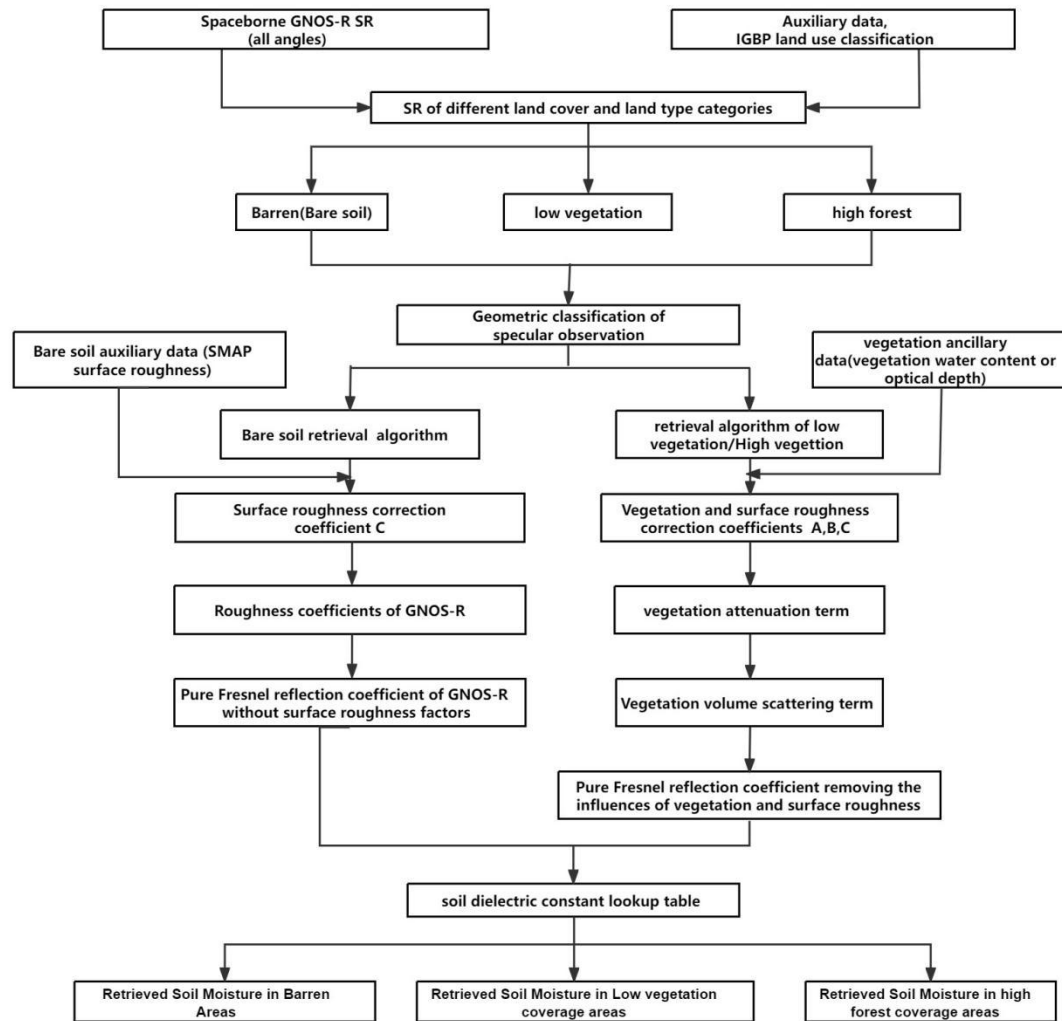 Spaceborne GNOS-R SR
(all angles)
Auxiliary data,
IGBP land use classification
SR of different land cover and land type categories
Barren(Bare soil)
low vegetation
high forest
Geometric classification of
specular observation
Bare soil auxiliary data (SMAP
surface roughness)
vegetation ancillary
data(vegetation water content or
optical depth)
Bare soil retrieval algorithm
retrieval algorithm of low
vegetation/High vegettion
Surface roughness correction
coefficient C
Vegetation and surface roughness
correction coefficients A,B,C
Roughness coefficients of GNOS-R
vegetation attenuation term
Pure Fresnel reflection coefficient of GNOS-R
without surface roughness factors
Vegetation volume scattering term
Pure Fresnel reflection coefficient removing the
influences of vegetation and surface roughness
soil dielectric constant lookup table
Retrieved Soil Moisture in Barren
Areas
Retrieved Soil Moisture in Low vegetation
coverage areas
Retrieved Soil Moisture in high
forest coverage areas